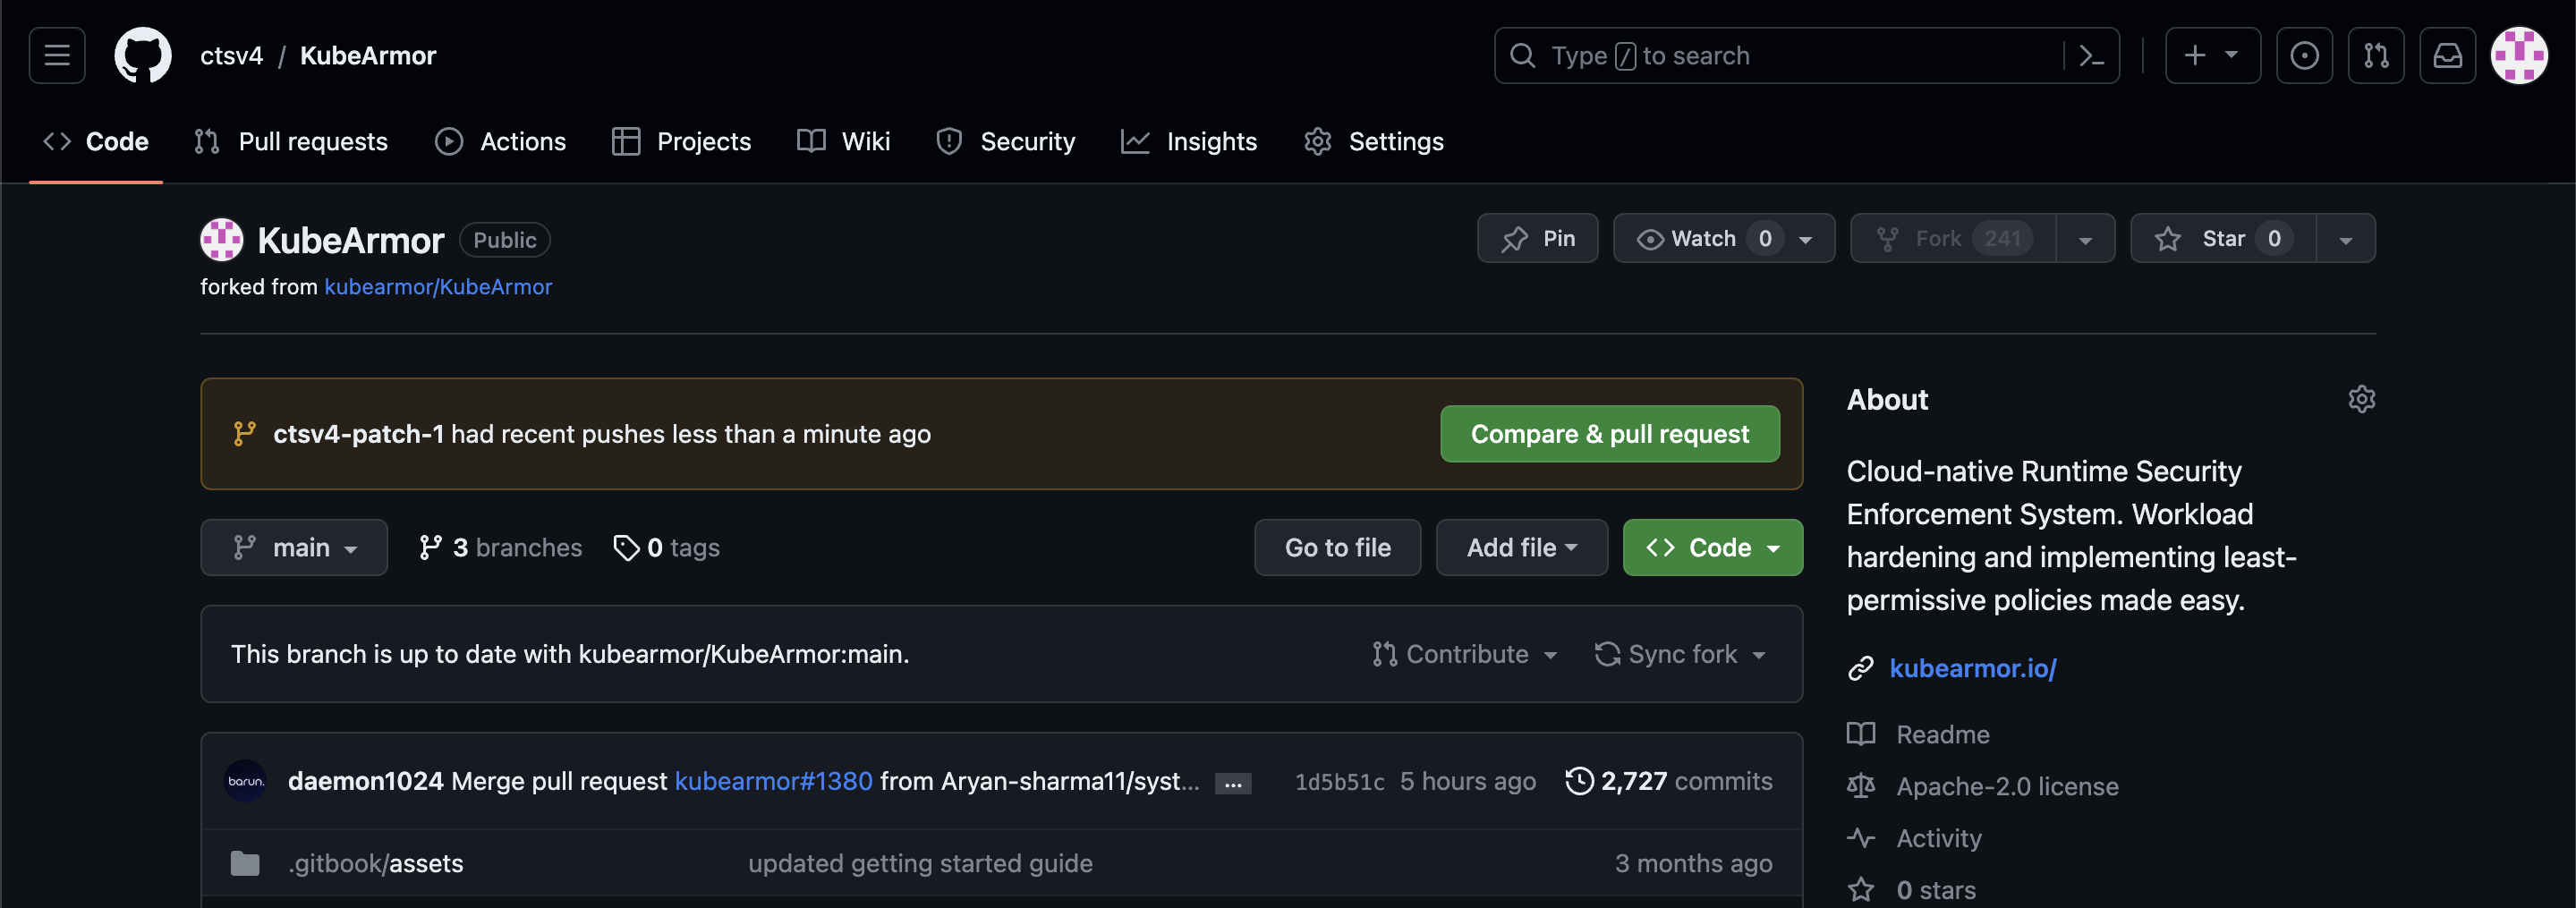 ctsv4 / KubeArmor
Type / to search
Code Pull requests Actions Projects Wiki Security Insights Settings
KubeArmor Public
Pin Watch 0 Fork 241 Star 0
forked from kubearmor/KubeArmor
ctsv4-patch-1 had recent pushes less than a minute ago
Compare & pull request
main 3 branches 0 tags
Go to file Add file Code
This branch is up to date with kubearmor/KubeArmor:main.
Contribute Sync fork
barun.
daemon1024 Merge pull request kubearmor#1380 from Aryan-sharma11/syst... ... 1d5b51c 5 hours ago 2,727 commits
.gitbook/assets updated getting started guide 3 months ago
About
Cloud-native Runtime Security
Enforcement System. Workload
hardening and implementing least-
permissive policies made easy.
kubearmor.io/
Readme
Apache-2.0 license
Activity
0 stars